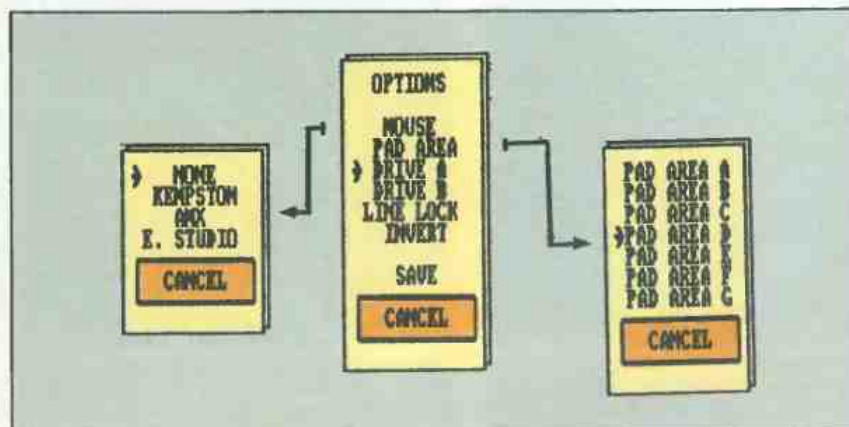 NONE
KEMPSTON
AMX
E. STUDIO
CANCEL
OPTIONS
MOUSE
PAD AREA
DRIVE A
DRIVE B
LINE LOCK
INVERT
SAVE
CANCEL
PAD AREA A
PAD AREA B
PAD AREA C
PAD AREA D
PAD AREA E
PAD AREA F
PAD AREA G
CANCEL